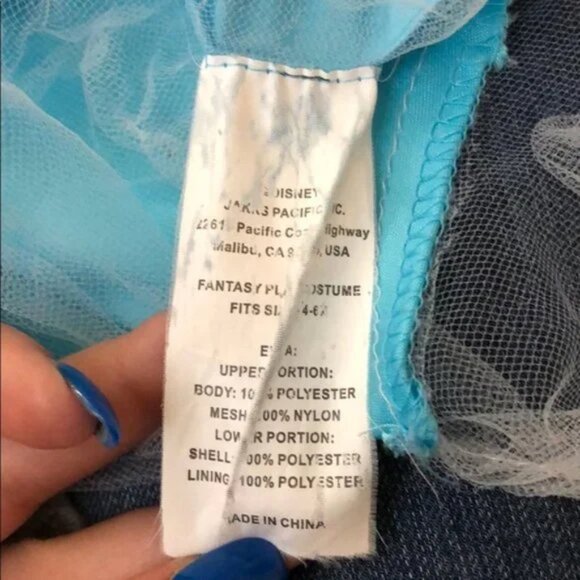 ©DISNEY
JAKKS PACIFIC, INC.
Pacific Highway
Malibu, CA USA
FANTASY PLAY COSTUME
FITS SIZE 4-6X
UPPER PORTION:
BODY: 100% POLYESTER
MESH: 100% NYLON
LOWER PORTION:
SHELL: 100% POLYESTER
LINING: 100% POLYESTER
MADE IN CHINA